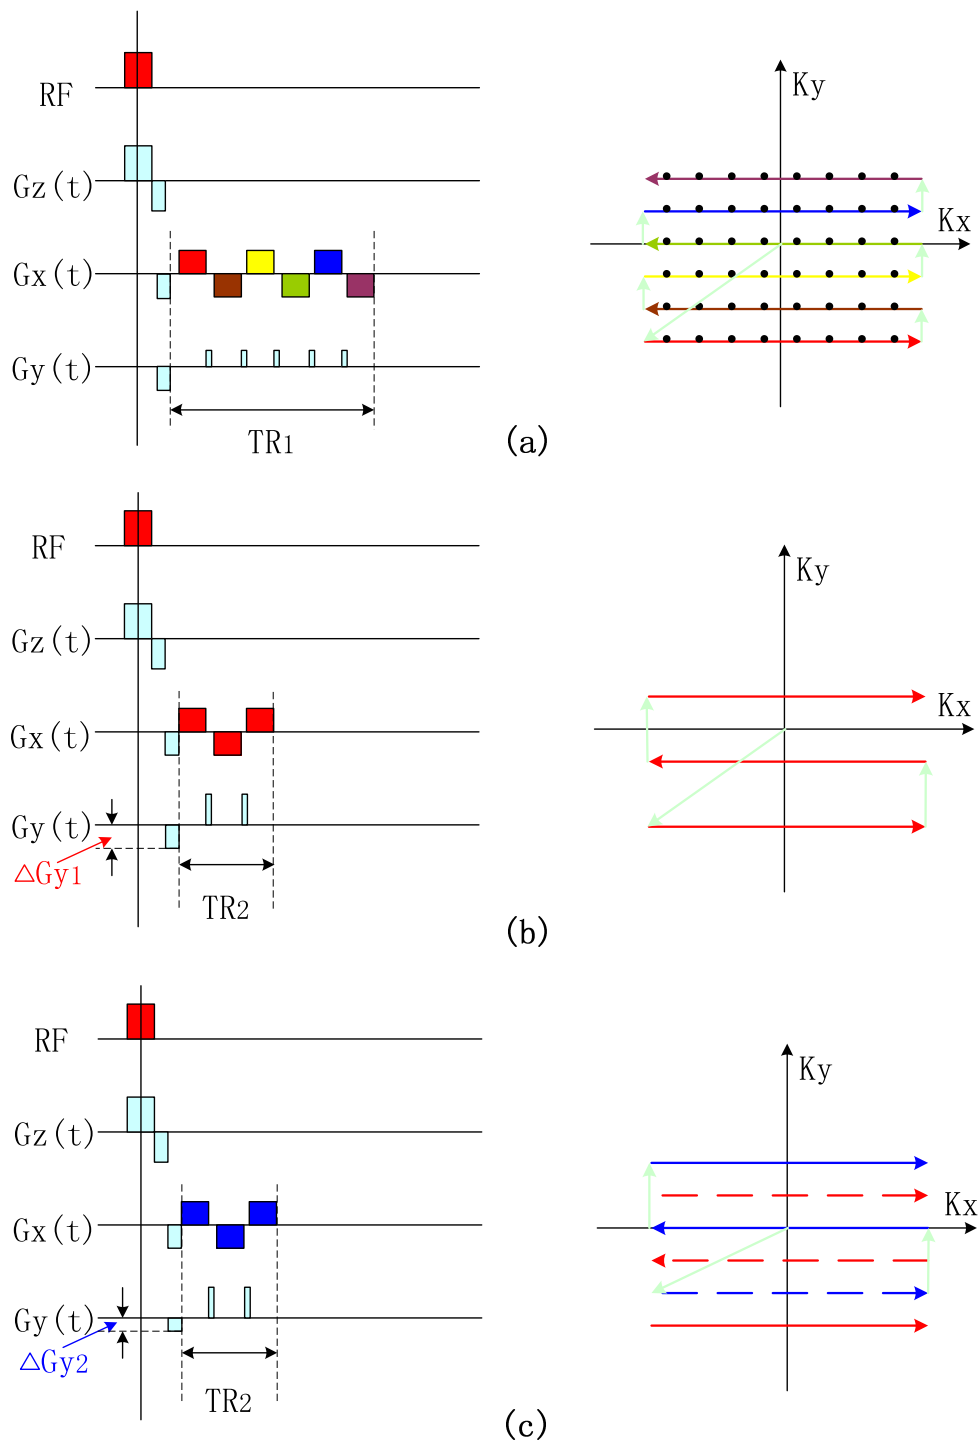 RF
Gz(t)
Gx(t)
Gy(t)
TR1
Ky
Kx
(a)
RF
Gz(t)
Gx(t)
Gy(t)
△Gy1
TR2
Ky
Kx
(b)
RF
Gz(t)
Gx(t)
Gy(t)
△Gy2
TR2
Ky
Kx
(c)